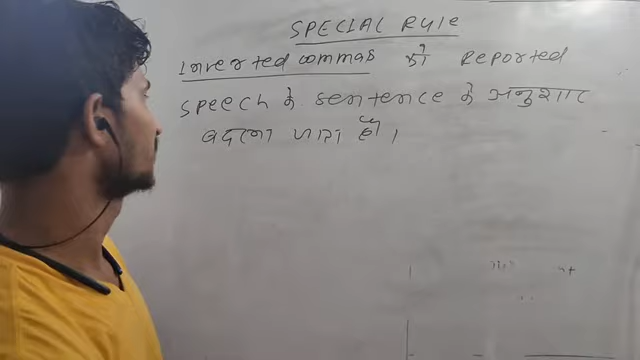 SPECIAL RULE
Inverted commas को Reported
speech के sentence के अनुशार
बदला जाता है।